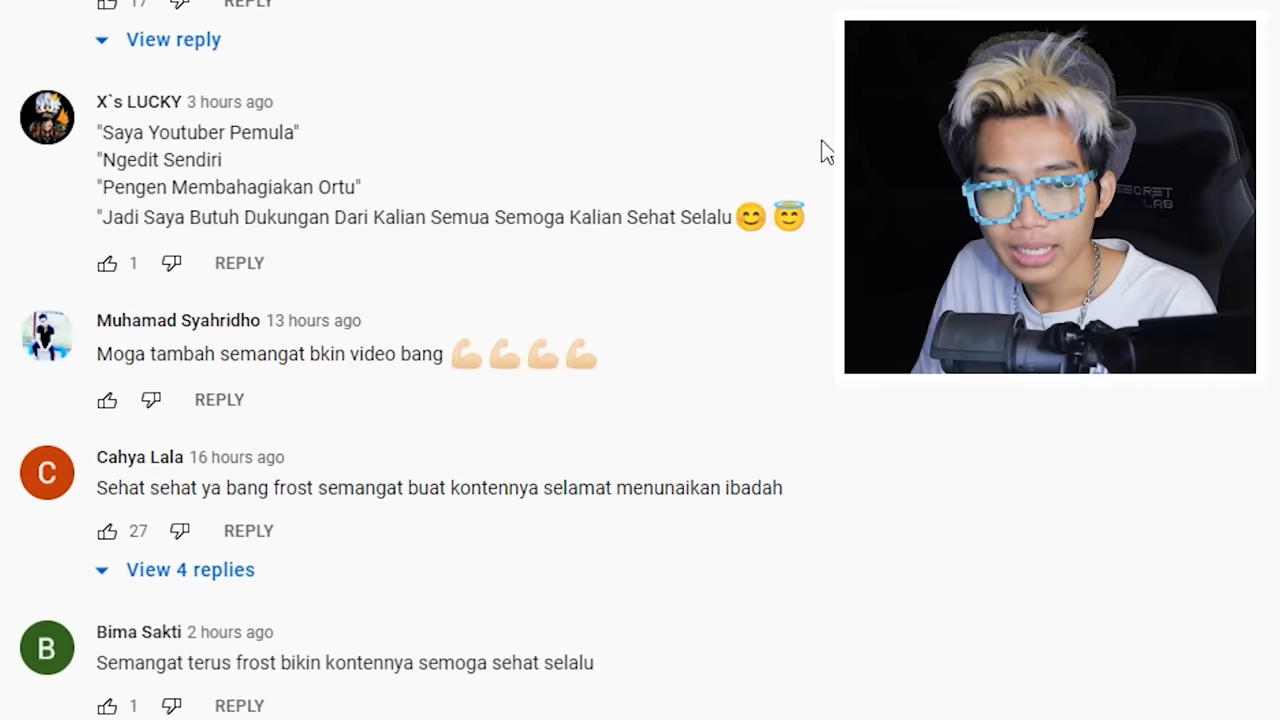 17 REPLY
View reply
X`s LUCKY 3 hours ago
"Saya Youtuber Pemula"
"Ngedit Sendiri
"Pengen Membahagiakan Ortu"
"Jadi Saya Butuh Dukungan Dari Kalian Semua Semoga Kalian Sehat Selalu😊 😇
1 REPLY
Muhamad Syahridho 13 hours ago
Moga tambah semangat bkin video bang 💪🏻💪🏻💪🏻💪🏻
REPLY
C
Cahya Lala 16 hours ago
Sehat sehat ya bang frost semangat buat kontennya selamat menunaikan ibadah
27 REPLY
View 4 replies
B
Bima Sakti 2 hours ago
Semangat terus frost bikin kontennya semoga sehat selalu
1 REPLY
LAB